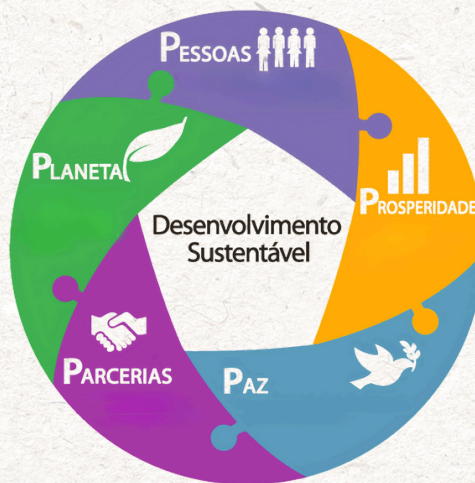 PESSOAS
PLANETA
PROSPERIDADE
Desenvolvimento
Sustentável
PARCERIAS
PAZ